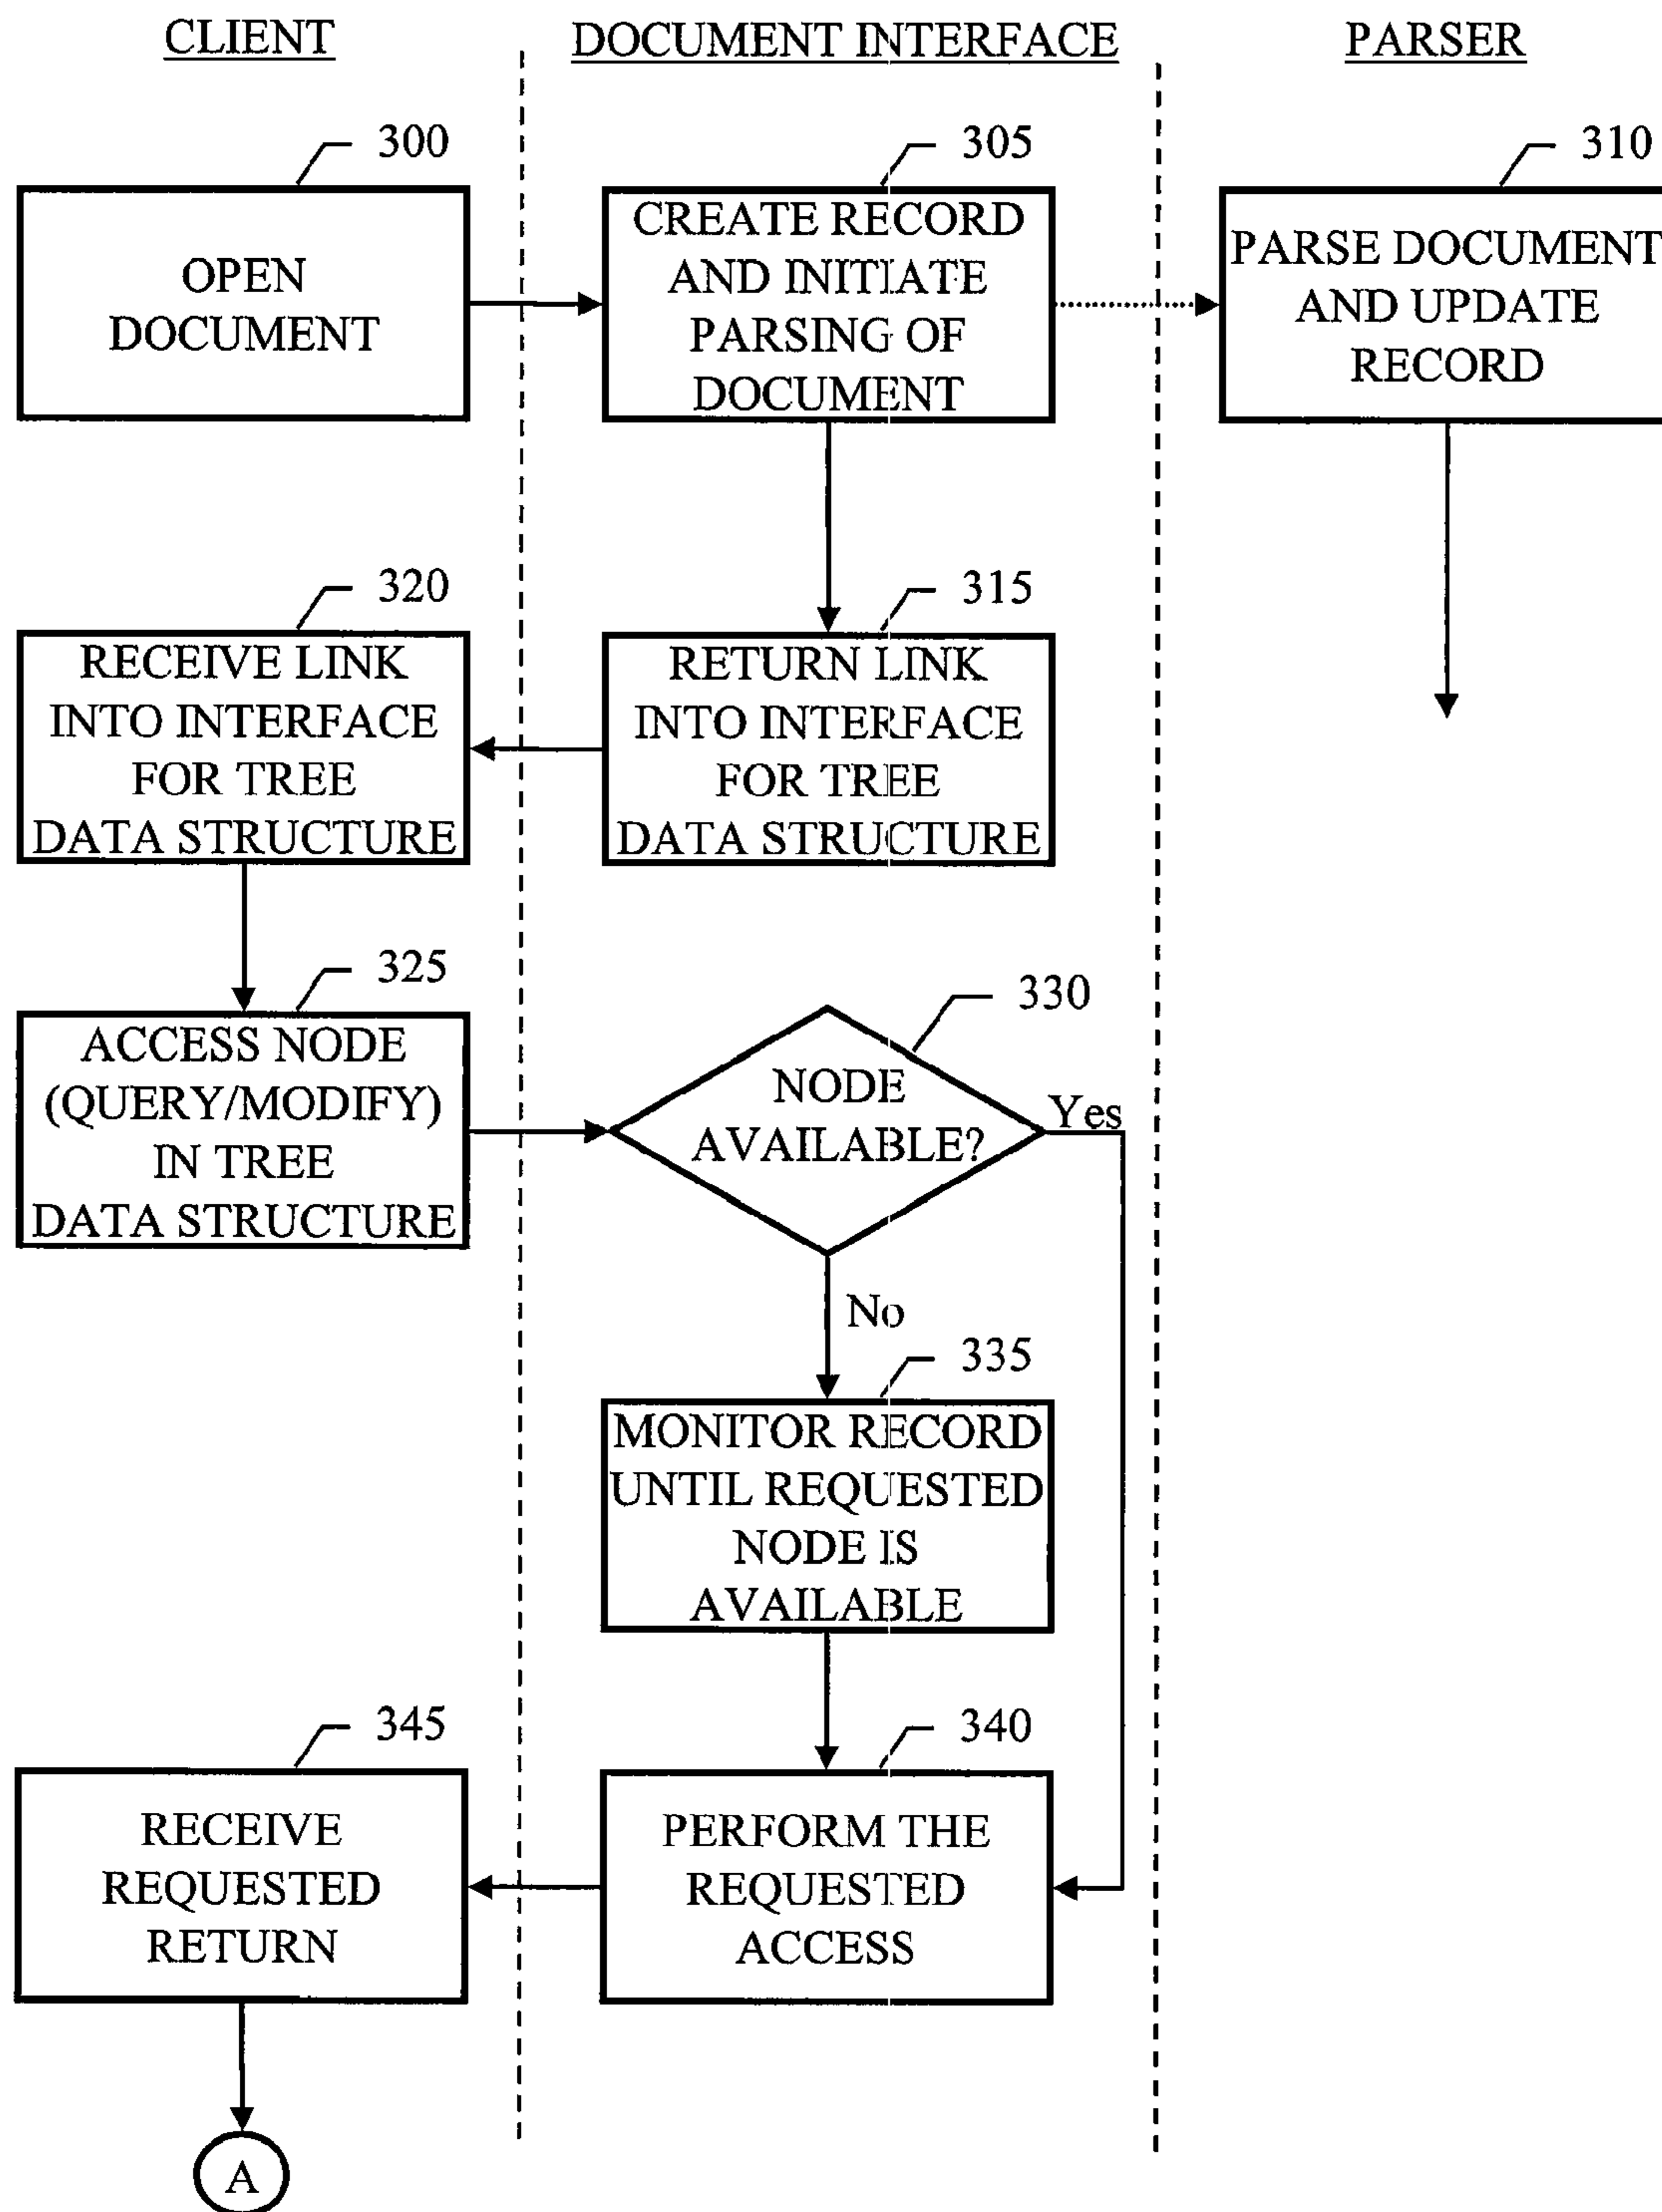 CLIENT
DOCUMENT INTERFACE
PARSER
300
305
310
OPEN
DOCUMENT
CREATE RECORD
AND INITIATE
PARSING OF
DOCUMENT
PARSE DOCUMENT
AND UPDATE
RECORD
320
315
RECEIVE LINK
INTO INTERFACE
FOR TREE
DATA STRUCTURE
RETURN LINK
INTO INTERFACE
FOR TREE
DATA STRUCTURE
325
330
ACCESS NODE
(QUERY/MODIFY)
IN TREE
DATA STRUCTURE
NODE
AVAILABLE?
Yes
No
335
MONITOR RECORD
UNTIL REQUESTED
NODE IS
AVAILABLE
345
340
RECEIVE
REQUESTED
RETURN
PERFORM THE
REQUESTED
ACCESS
A